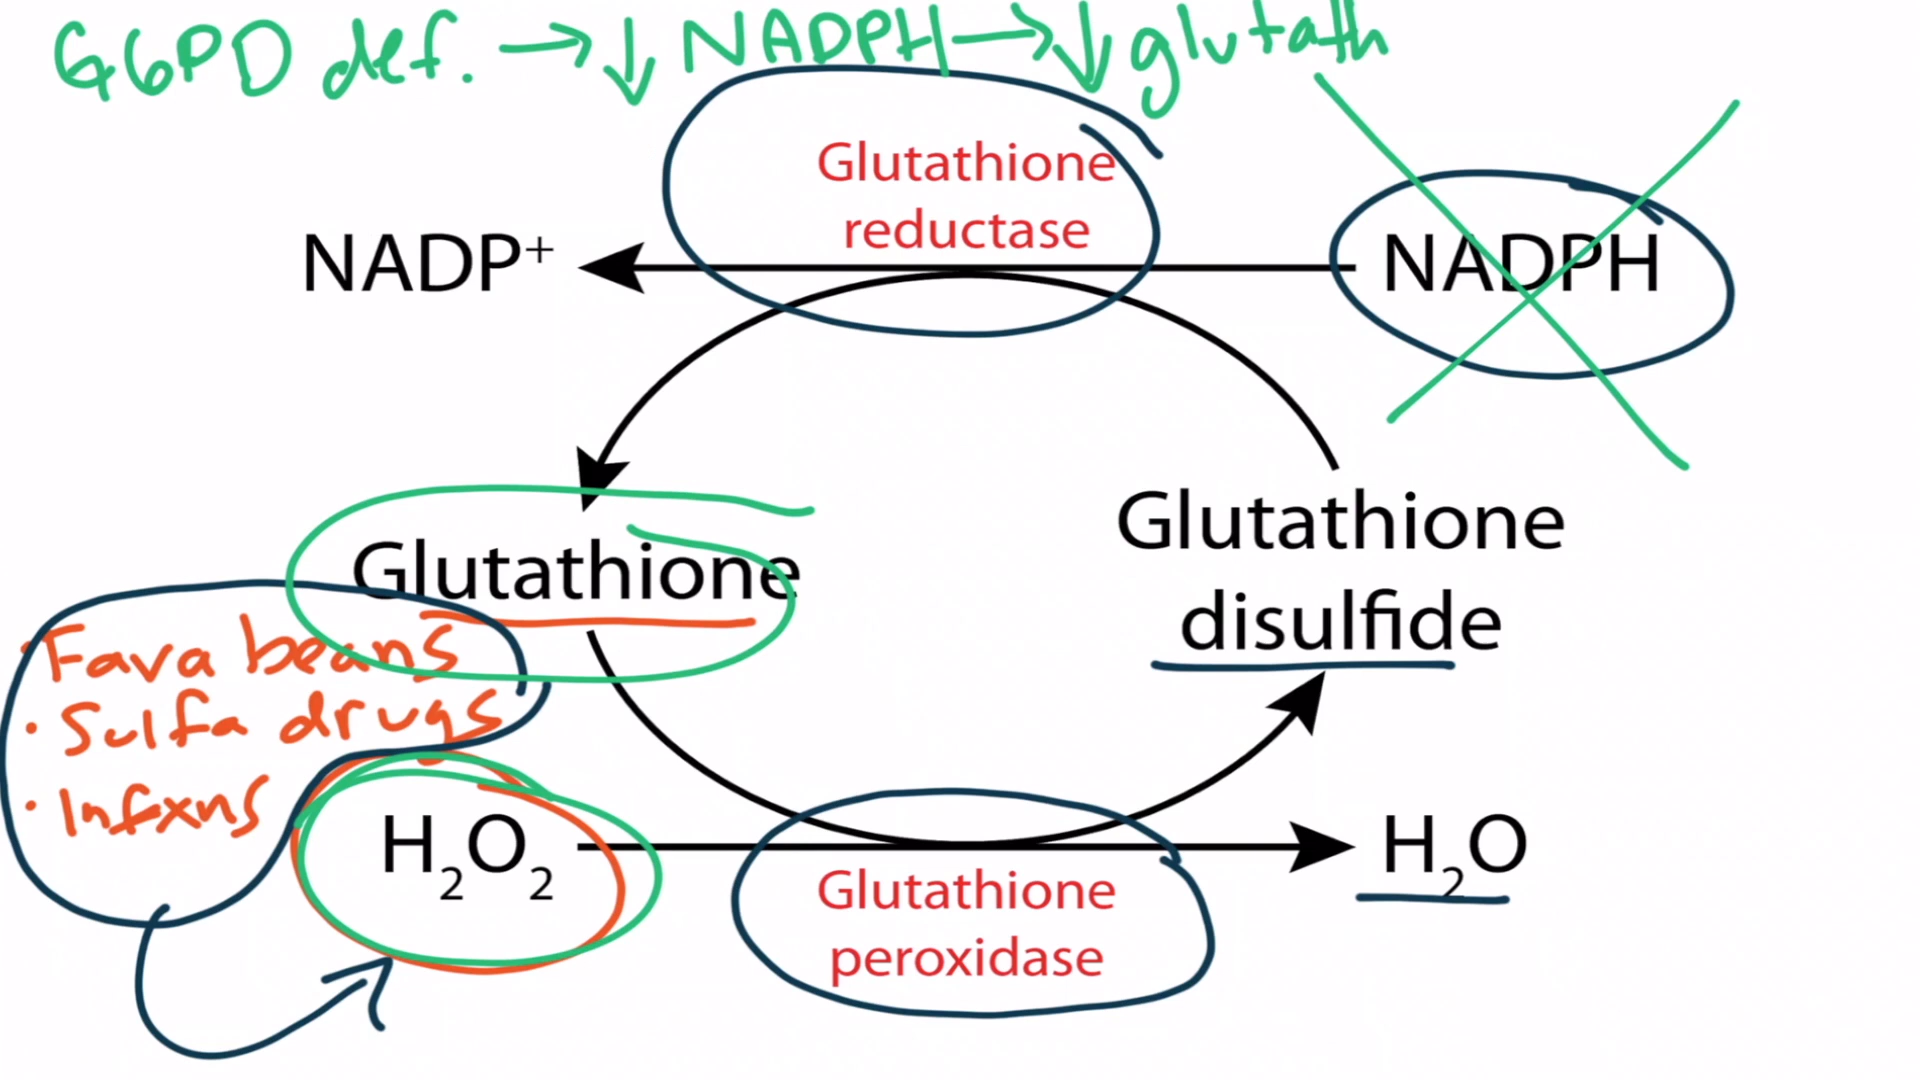 G6PD def. → ↓ NADPH → ↓ glutath
Glutathione
reductase
NADP⁺
NADPH
Glutathione
Glutathione
disulfide
Fava beans
• Sulfa drugs
• Infxns
H₂O₂
H₂O
Glutathione
peroxidase